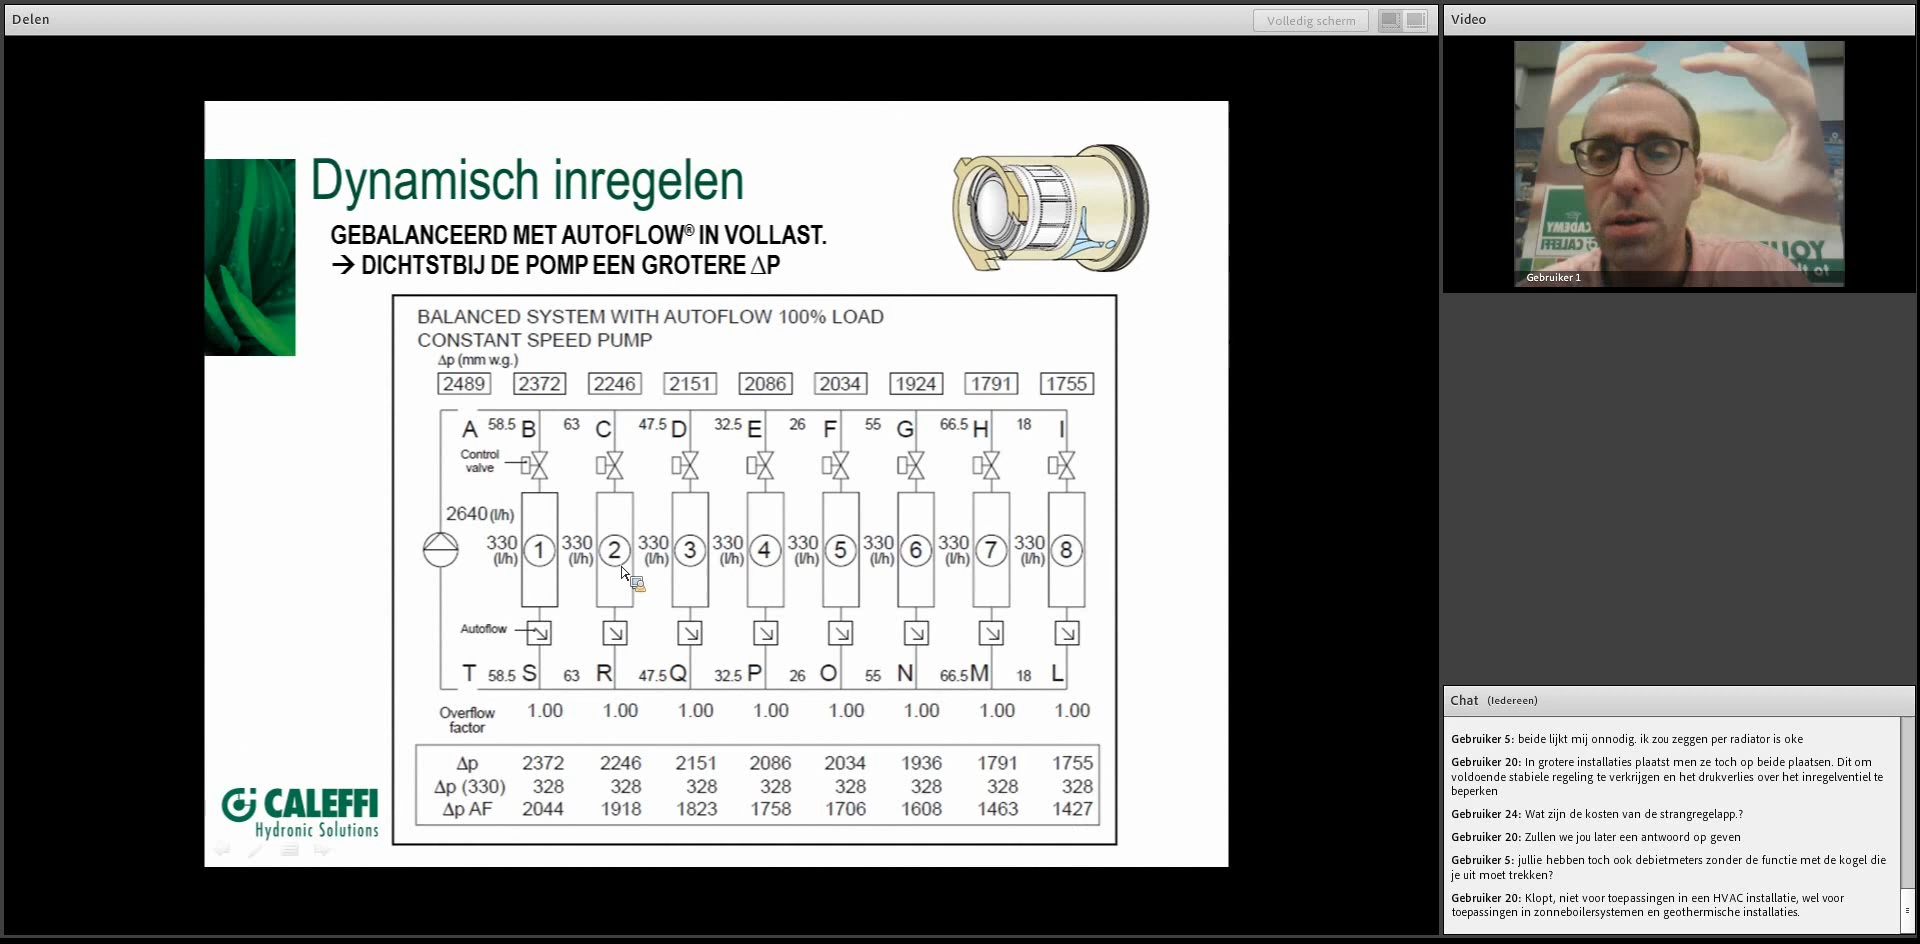 Delen
Volledig scherm
Video
Dynamisch inregelen
GEBALANCEERD MET AUTOFLOW® IN VOLLAST.
→ DICHTSTBIJ DE POMP EEN GROTERE ΔP
BALANCED SYSTEM WITH AUTOFLOW 100% LOAD
CONSTANT SPEED PUMP
Δp (mm w.g.)
2489 2372 2246 2151 2086 2034 1924 1791 1755
A 58.5 B 63 C 47.5 D 32.5 E 26 F 55 G 66.5 H 18 I
Control
valve
2640 (l/h)
330 (l/h) 1 330 (l/h) 2 330 (l/h) 3 330 (l/h) 4 330 (l/h) 5 330 (l/h) 6 330 (l/h) 7 330 (l/h) 8
Autoflow
T 58.5 S 63 R 47.5 Q 32.5 P 26 O 55 N 66.5 M 18 L
Overflow
factor
1.00 1.00 1.00 1.00 1.00 1.00 1.00 1.00
Δp 2372 2246 2151 2086 2034 1936 1791 1755
Δp (330) 328 328 328 328 328 328 328 328
Δp AF 2044 1918 1823 1758 1706 1608 1463 1427
CALEFFI
Hydronic Solutions
ACADEMY
CALEFFI
YOU
to th
Gebruiker 1
Chat (Iedereen)
Gebruiker 5: beide lijkt mij onnodig. ik zou zeggen per radiator is oke
Gebruiker 20: In grotere installaties plaatst men ze toch op beide plaatsen. Dit om
voldoende stabiele regeling te verkrijgen en het drukverlies over het inregelventiel te
beperken
Gebruiker 24: Wat zijn de kosten van de strangregelapp.?
Gebruiker 20: Zullen we jou later een antwoord op geven
Gebruiker 5: jullie hebben toch ook debietmeters zonder de functie met de kogel die
je uit moet trekken?
Gebruiker 20: Klopt, niet voor toepassingen in een HVAC installatie, wel voor
toepassingen in zonneboilersystemen en geothermische installaties.